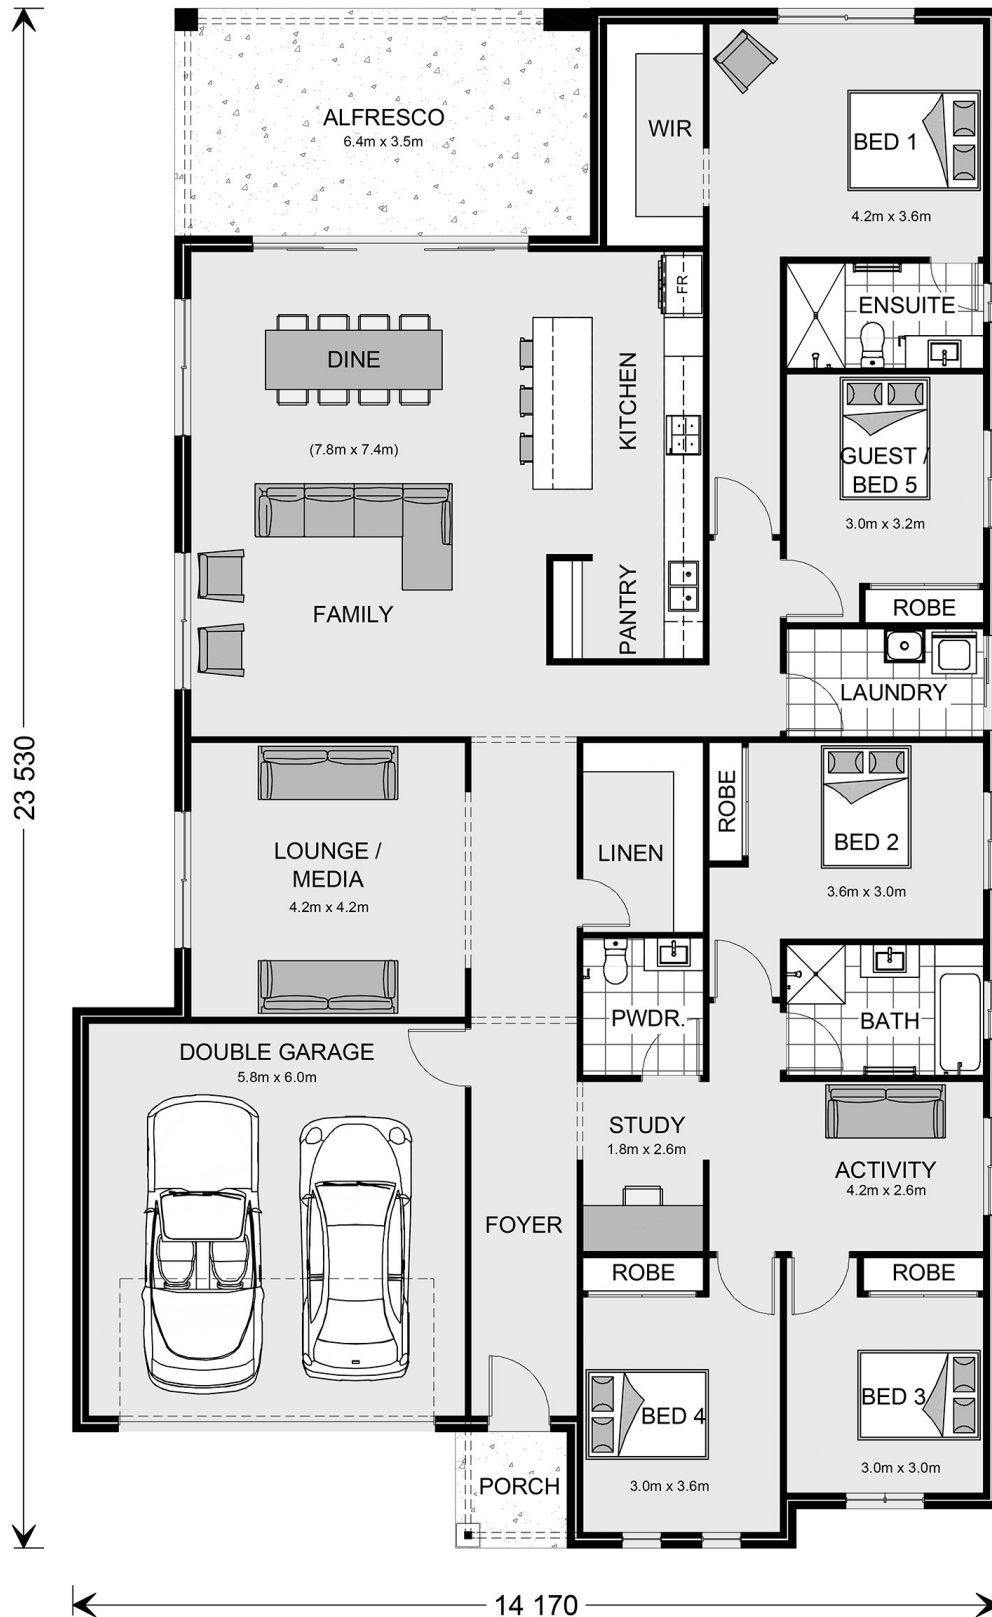 ALFRESCO
6.4m x 3.5m
WIR
BED 1
4.2m x 3.6m
FR
ENSUITE
DINE
(7.8m x 7.4m)
KITCHEN
GUEST /
BED 5
3.0m x 3.2m
ROBE
FAMILY
PANTRY
LAUNDRY
23 530
LOUNGE /
MEDIA
4.2m x 4.2m
LINEN
ROBE
BED 2
3.6m x 3.0m
PWDR.
BATH
DOUBLE GARAGE
5.8m x 6.0m
STUDY
1.8m x 2.6m
ACTIVITY
4.2m x 2.6m
FOYER
ROBE
ROBE
BED 4
3.0m x 3.6m
BED 3
3.0m x 3.0m
PORCH
14 170